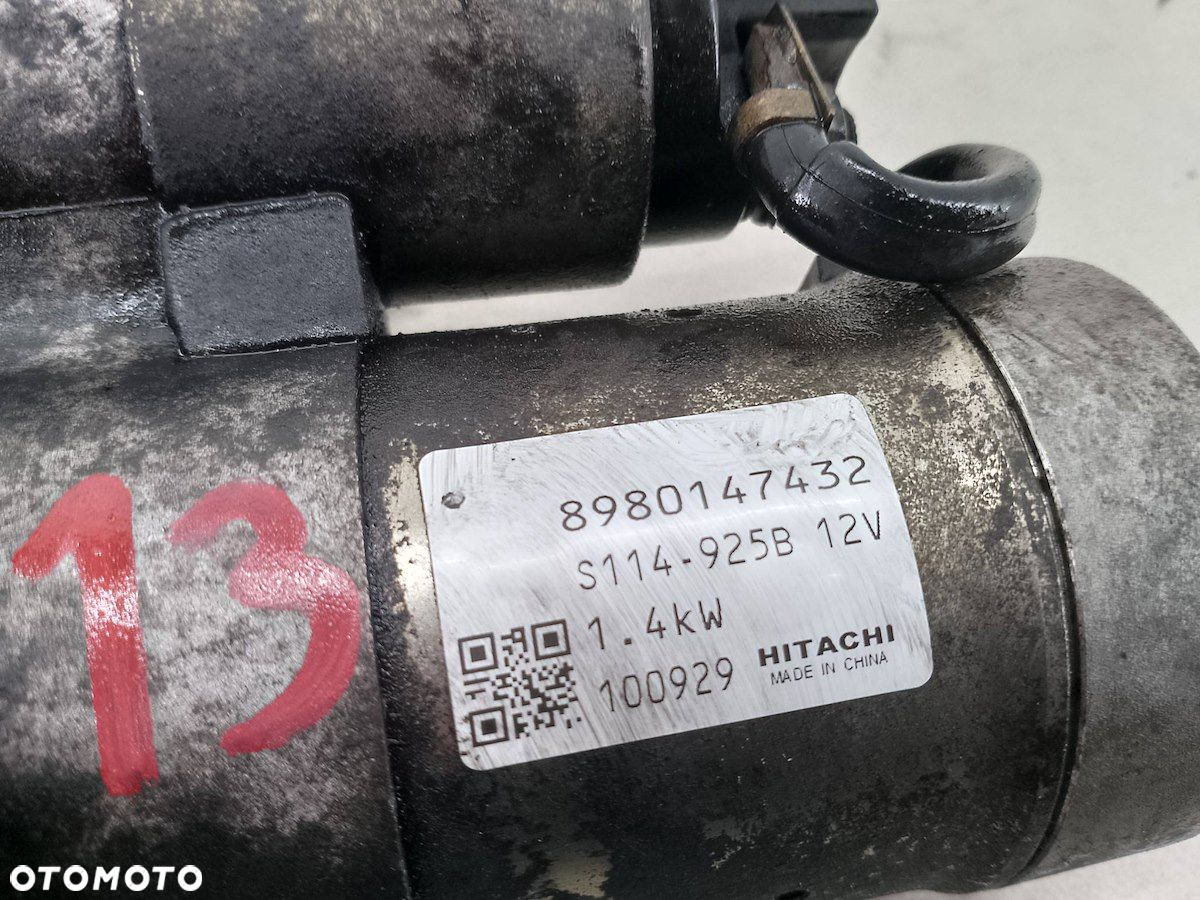 13
8980147432
S114-925B 12V
1.4kW
100929
HITACHI
MADE IN CHINA
OTOMOTO